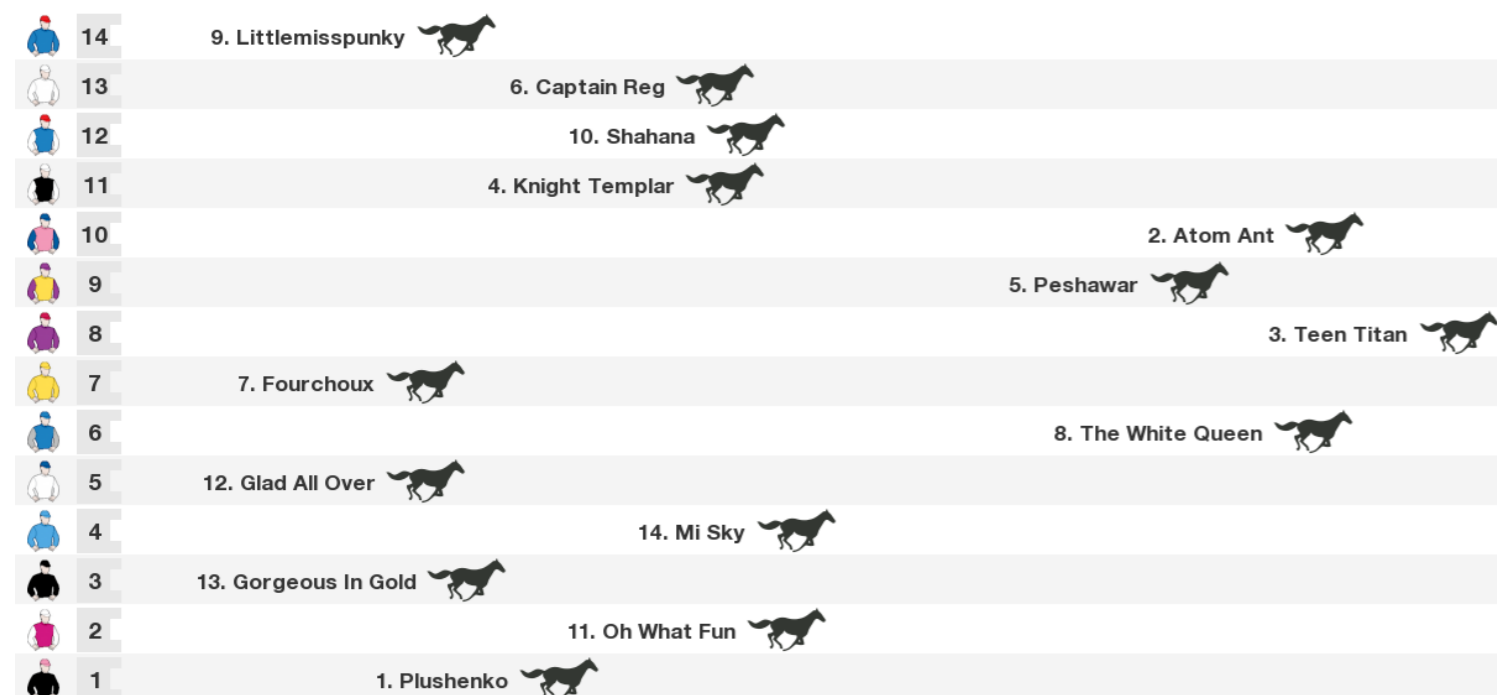 14 9. Littlemisspunky
13 6. Captain Reg
12 10. Shahana
11 4. Knight Templar
10 2. Atom Ant
9 5. Peshawar
8 3. Teen Titan
7 7. Fourchoux
6 8. The White Queen
5 12. Glad All Over
4 14. Mi Sky
3 13. Gorgeous In Gold
2 11. Oh What Fun
1 1. Plushenko